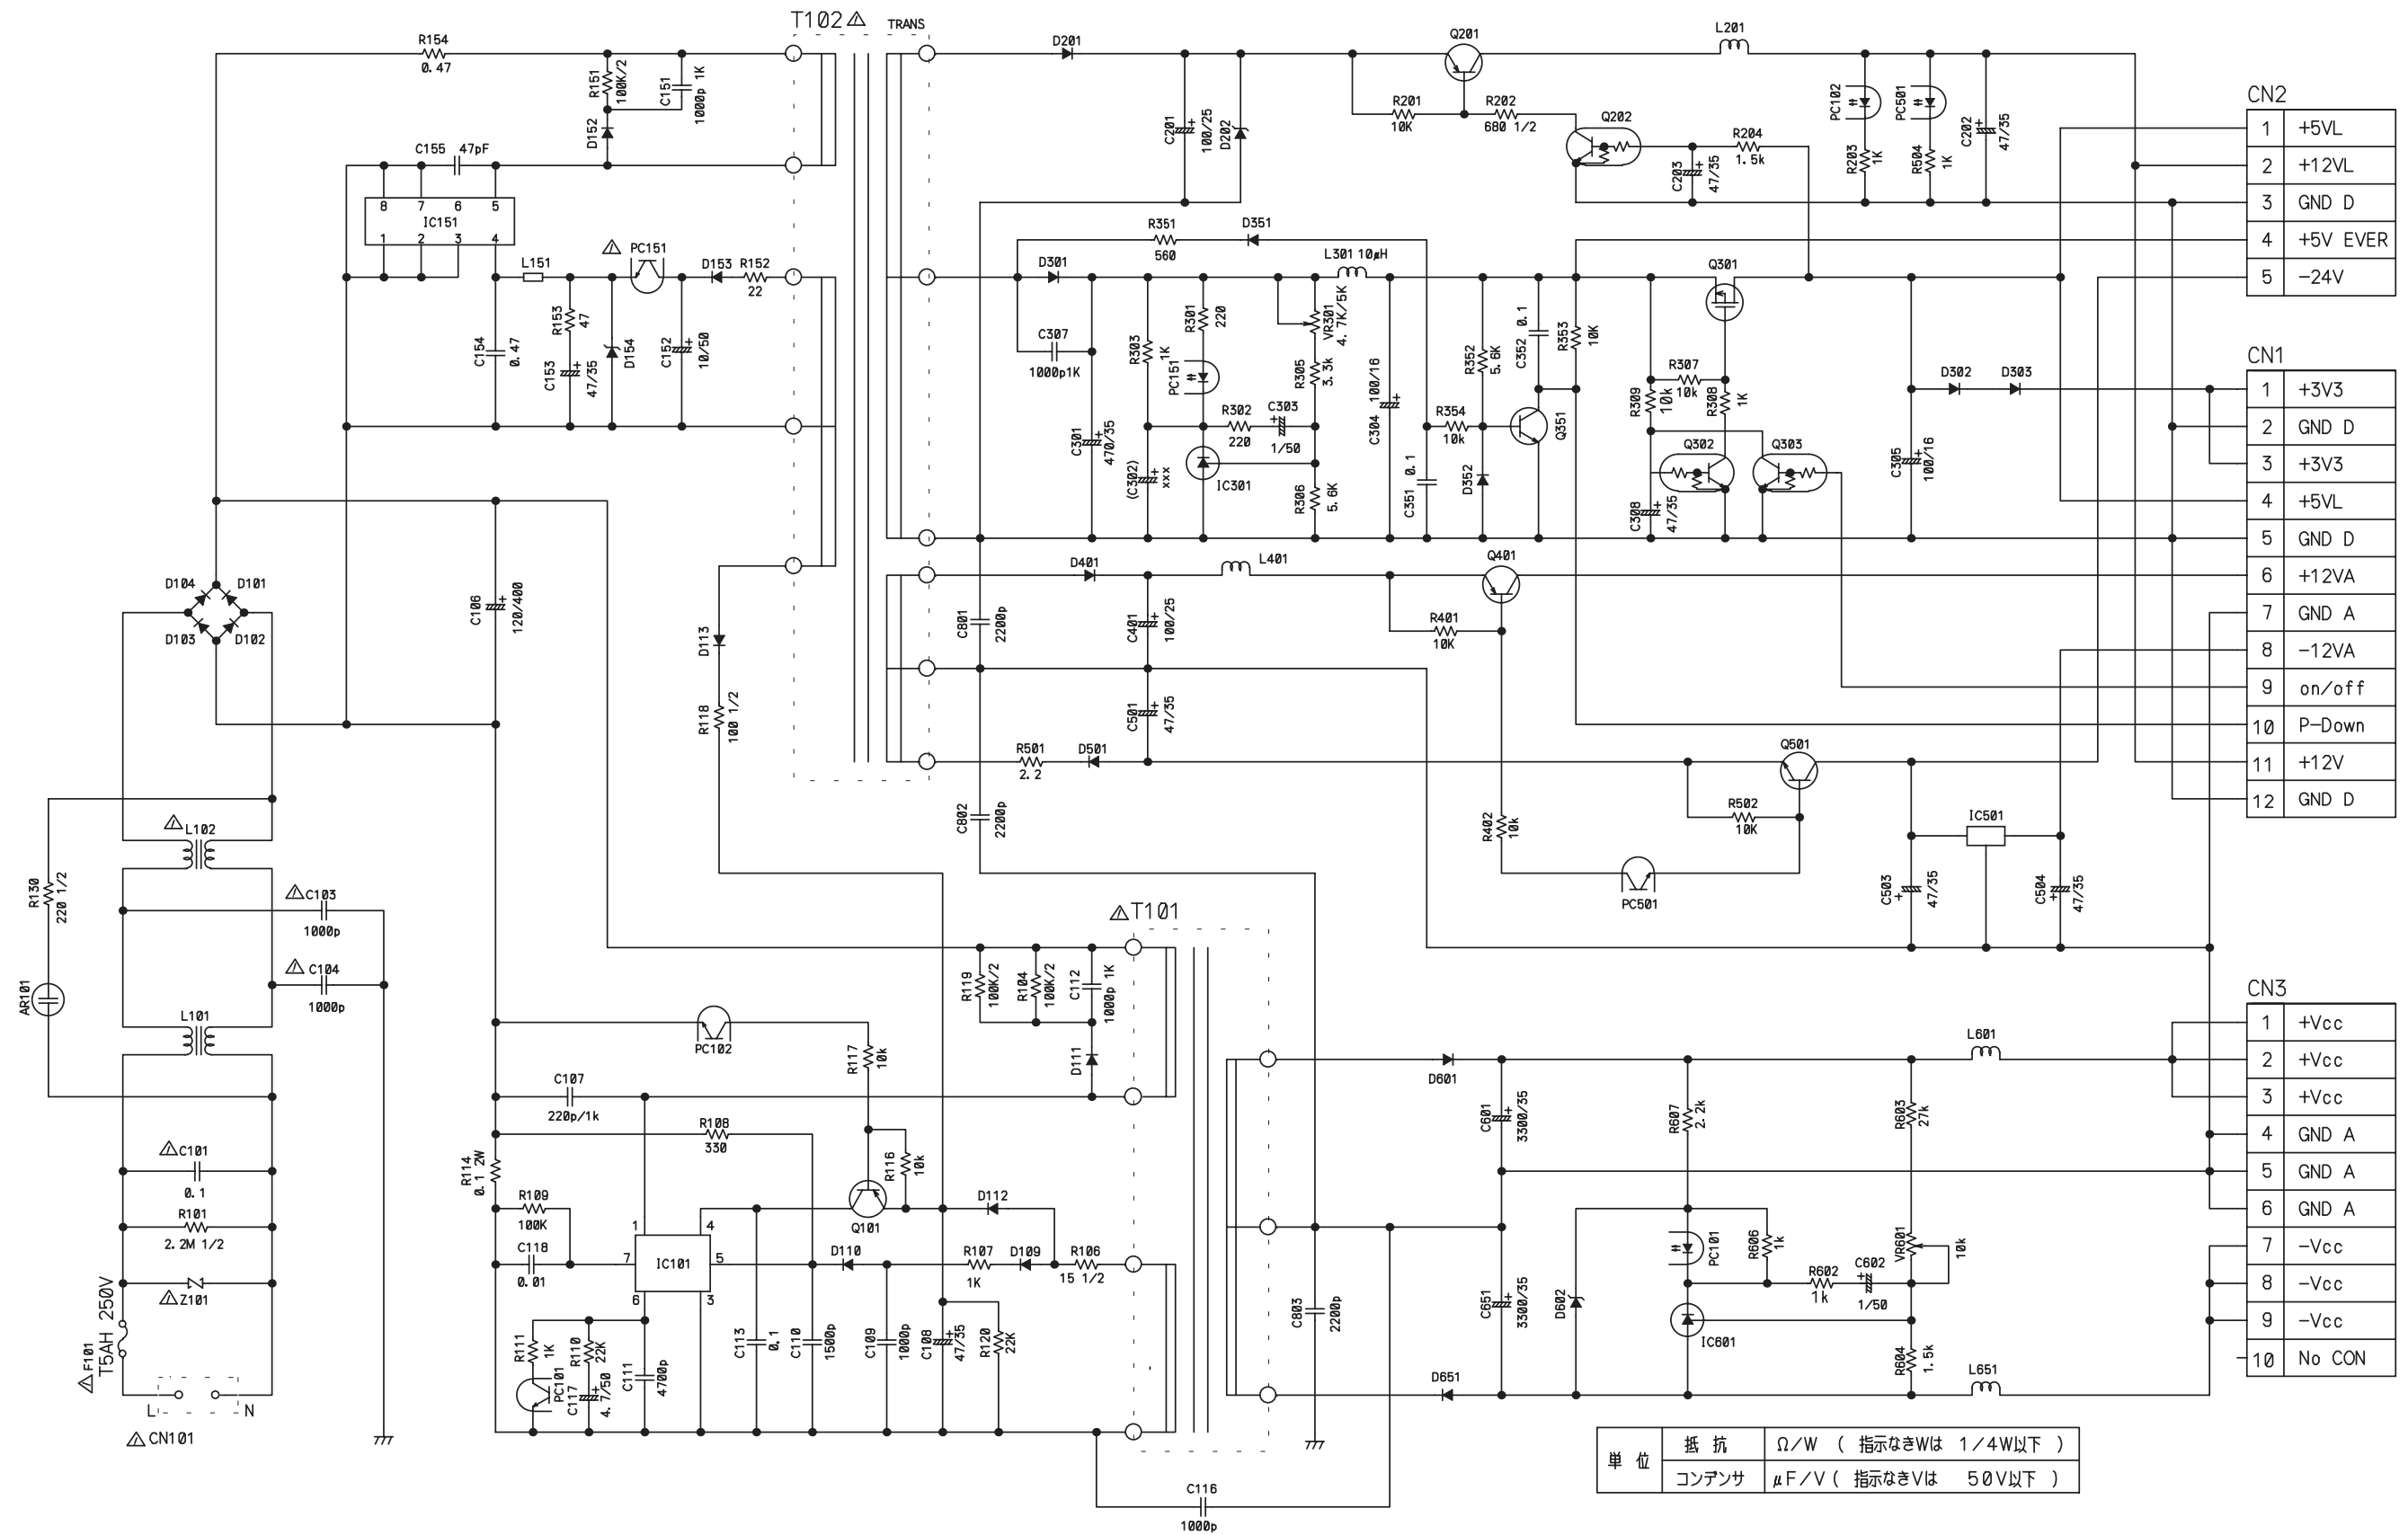 T102
TRANS
R154
0.47
R151
100K/2
C151
1000p 1K
D152
C155 47pF
8 7 6 5
IC151
1 2 3 4
L151
PC151
D153
R152
22
R153
47
C154
0.47
C153
47/35
D154
C152
10/50
D201
C201
100/25
D202
Q201
R201
10K
R202
680 1/2
Q202
C203
47/35
R204
1.5k
L201
PC102
R203
1K
PC501
R504
1K
C202
47/35
R351
560
D351
D301
C307
1000p1K
C301
470/35
R303
1K
(C302)
xxx
R301
220
PC151
R302
220
C303
1/50
IC301
L301 10μH
VR301
4.7K/5K
R305
3.3k
R306
5.6K
C304
100/16
R354
10k
C351
0.1
R352
5.6K
D352
C352
0.1
Q351
R353
10K
Q301
R307
10k
R309
10k
R308
1K
Q302
Q303
C308
47/35
C305
100/16
D302
D303
D401
L401
C401
100/25
Q401
R401
10K
C801
2200p
C501
47/35
R501
2.2
D501
C802
2200p
R402
10k
PC501
Q501
R502
10K
IC501
C503
47/35
C504
47/35
CN2
1 +5VL
2 +12VL
3 GND D
4 +5V EVER
5 -24V
CN1
1 +3V3
2 GND D
3 +3V3
4 +5VL
5 GND D
6 +12VA
7 GND A
8 -12VA
9 on/off
10 P-Down
11 +12V
12 GND D
CN3
1 +Vcc
2 +Vcc
3 +Vcc
4 GND A
5 GND A
6 GND A
7 -Vcc
8 -Vcc
9 -Vcc
10 No CON
D104
D101
D103
D102
C106
120/400
D113
R118
100 1/2
L102
R130
220 1/2
AR101
C103
1000p
C104
1000p
L101
C101
0.1
R101
2.2M 1/2
Z101
F101
T5AH 250V
L
N
CN101
T101
R119
100K/2
R104
100K/2
C112
1000p 1K
D111
PC102
R117
10k
C107
220p/1k
R108
330
R114
0.1 2W
R109
100K
C118
0.01
1 4
7 IC101 5
6 3
R116
10k
Q101
D112
D110
R107
1K
D109
R106
15 1/2
R111
1K
PC101
R110
22K
C117
4.7/50
C111
4700p
C113
0.1
C110
1500p
C109
1000p
C108
47/35
R120
22K
C116
1000p
C803
2200p
D601
C601
3300/35
C651
3300/35
D651
D602
R607
2.2k
PC101
R606
1k
R602
1k
C602
1/50
IC601
R603
27k
VR601
10k
R604
1.5k
L601
L651
単 位
抵 抗 Ω/W ( 指示なきWは 1/4W以下 )
コンデンサ μF/V ( 指示なきVは 50V以下 )